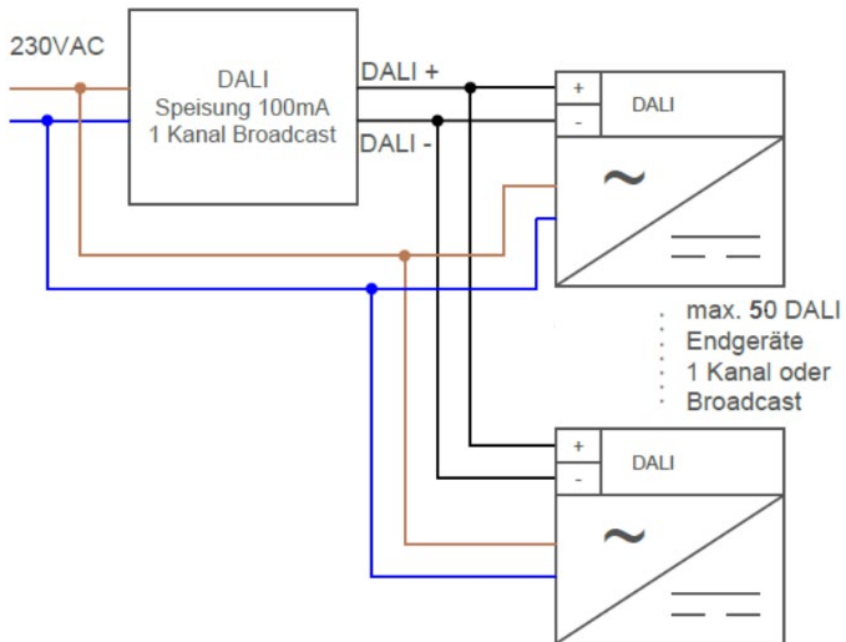 230VAC
DALI
Speisung 100mA
1 Kanal Broadcast
DALI +
DALI -
+
-
DALI
~
max. 50 DALI
Endgeräte
1 Kanal oder
Broadcast
+
-
DALI
~